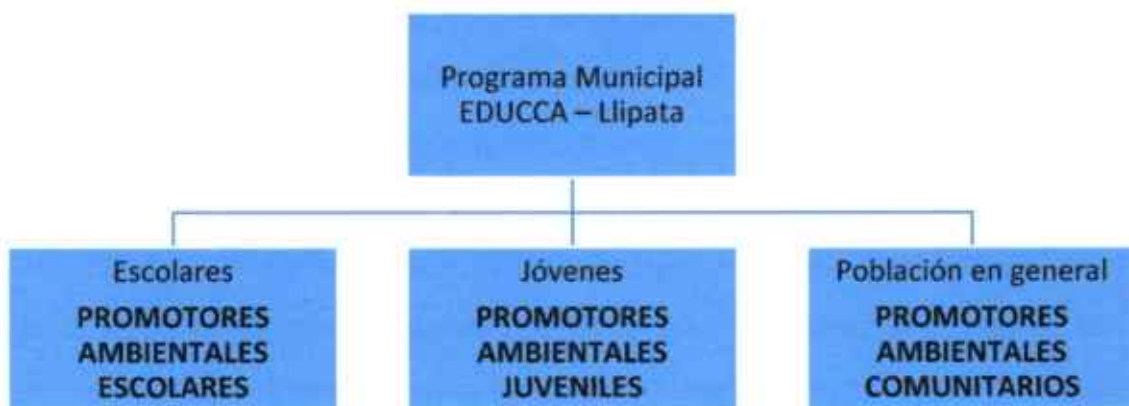 Programa Municipal
EDUCCA – Llipata
Escolares
PROMOTORES
AMBIENTALES
ESCOLARES
Jóvenes
PROMOTORES
AMBIENTALES
JUVENILES
Población en general
PROMOTORES
AMBIENTALES
COMUNITARIOS